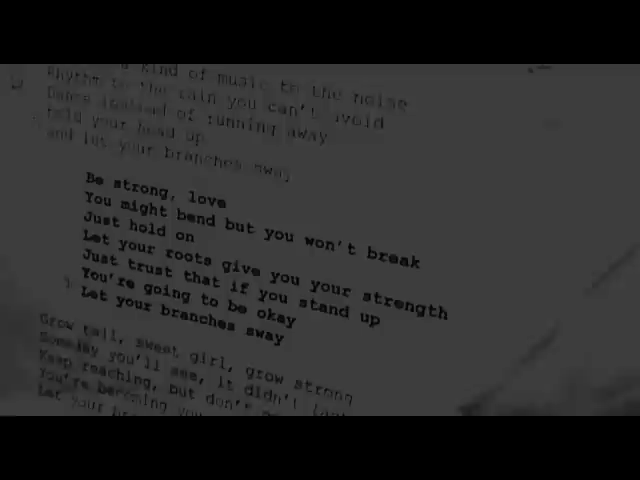 kind of music to the noise
Rhythm to the rain you can't avoid
Dance instead of running away
hold your head up
and let your branches sway
Be strong, love
You might bend but you won't break
Just hold on
Let your roots give you your strength
Just trust that if you stand up
You're going to be okay
Let your branches sway
Grow tall, sweet girl, grow strong
Someday you'll see, it didn't
Keep reaching, but don't
You're becoming
Let your